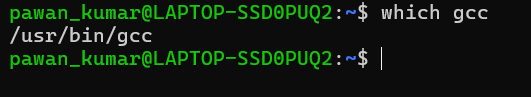 pawan_kumar@LAPTOP-SSD0PUQ2:~$ which gcc
/usr/bin/gcc
pawan_kumar@LAPTOP-SSD0PUQ2:~$